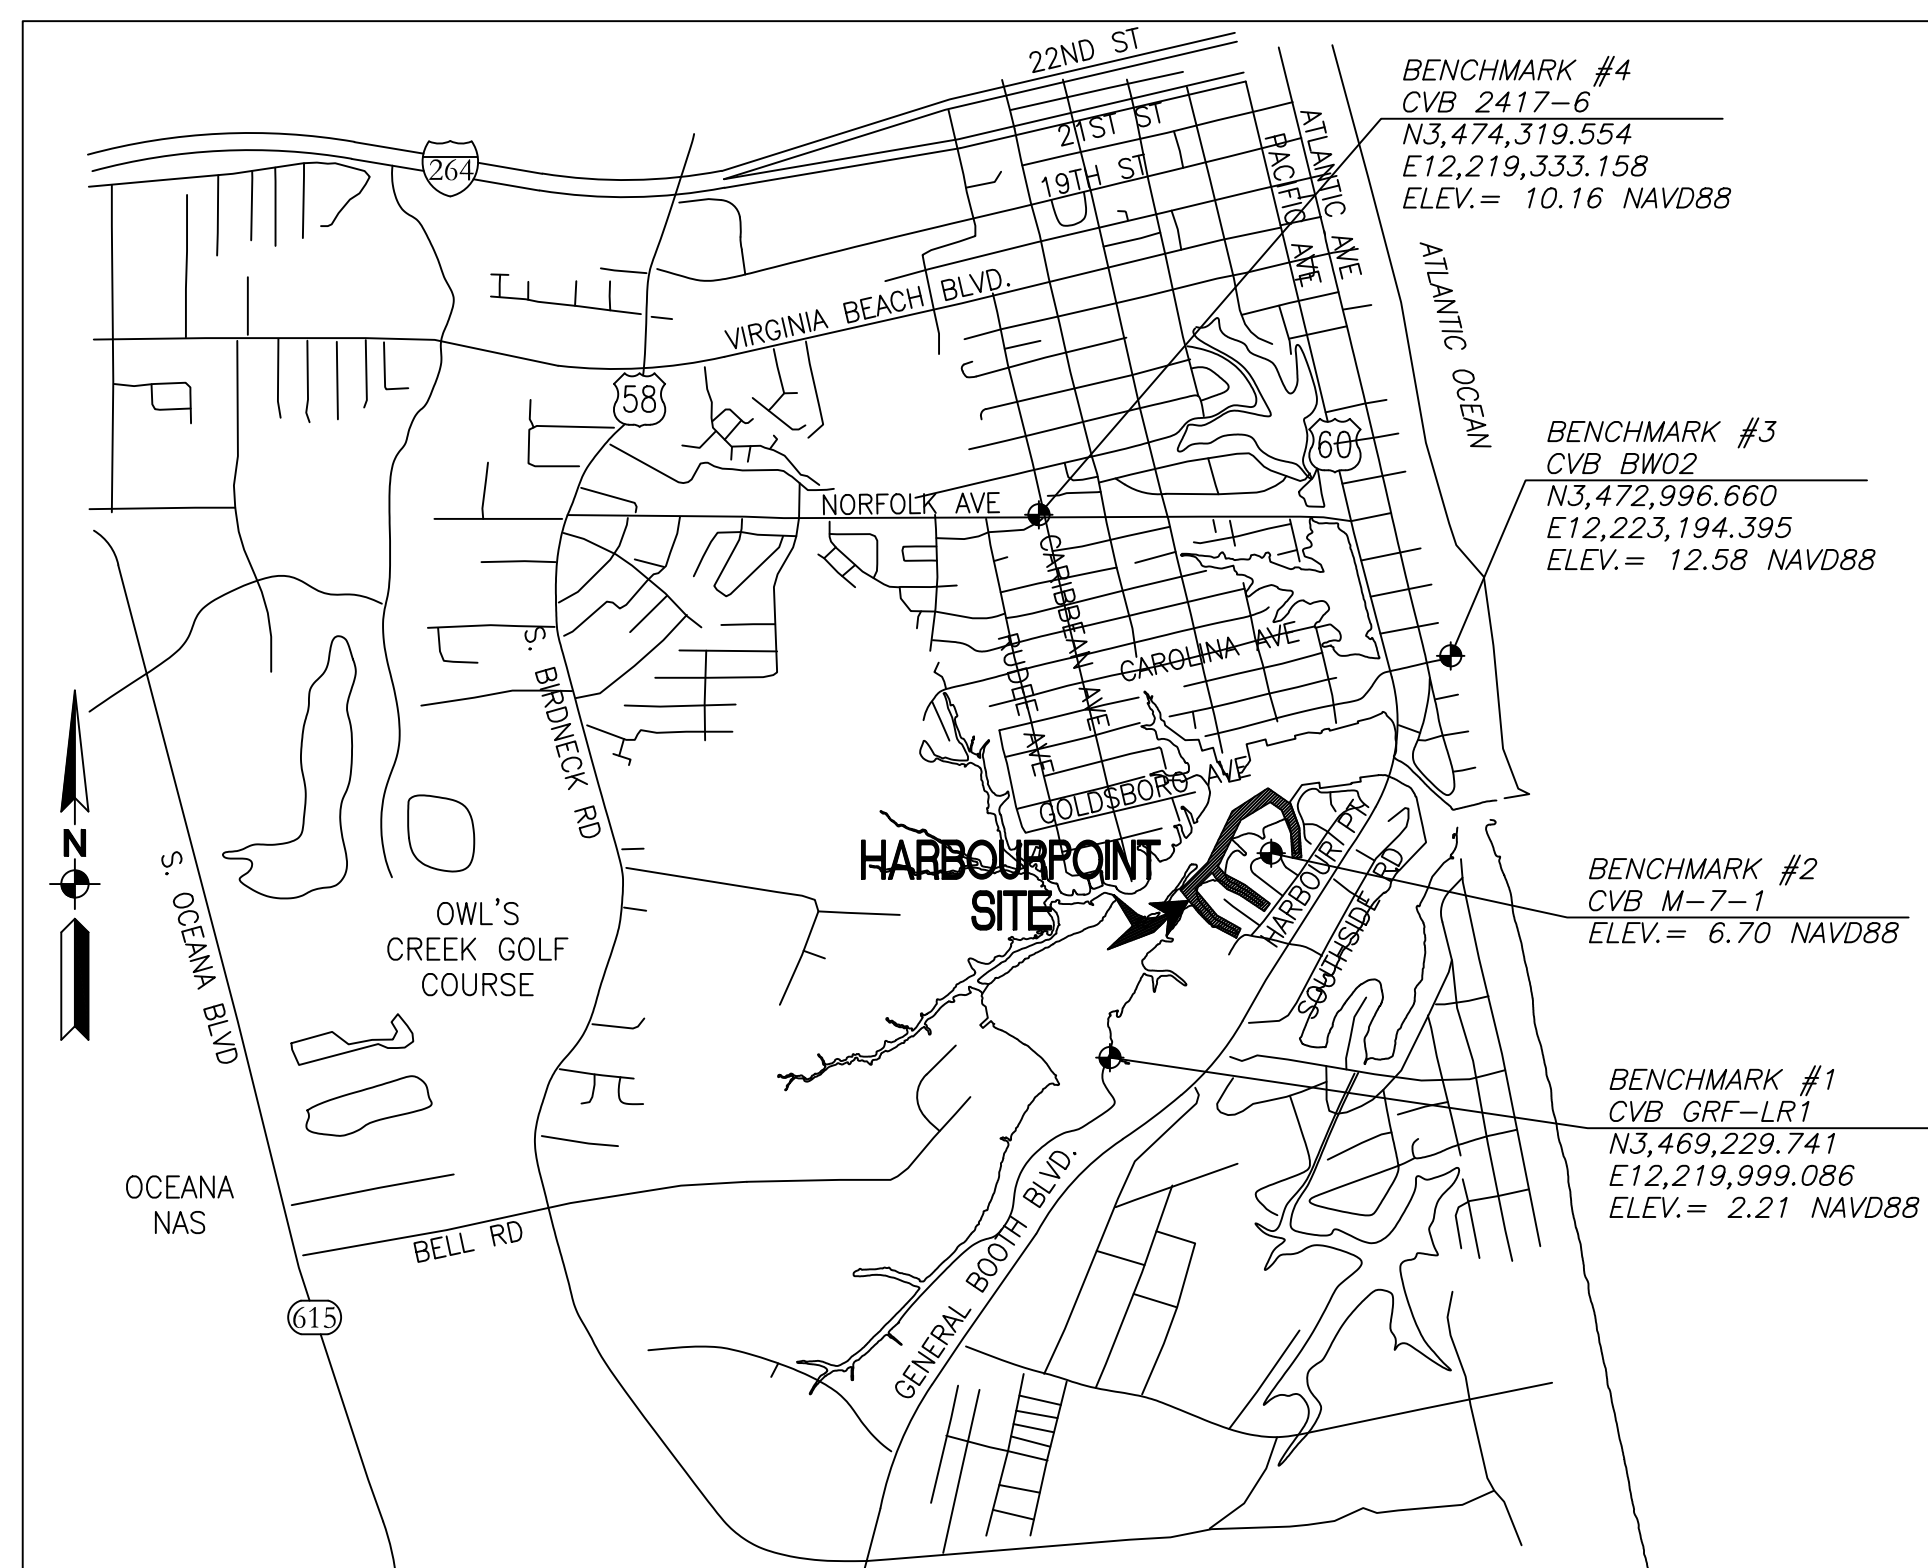 22ND ST
21ST ST
19TH ST
PACIFIC AVE
ATLANTIC AVE
ATLANTIC OCEAN
BENCHMARK #4
CVB 2417-6
N3,474,319.554
E12,219,333.158
ELEV.= 10.16 NAVD88
264
VIRGINIA BEACH BLVD.
58
60
BENCHMARK #3
CVB BW02
N3,472,996.660
E12,223,194.395
ELEV.= 12.58 NAVD88
NORFOLK AVE
CARIBBEAN AVE
RUDEE AVE
CAROLINA AVE
S. BIRDNECK RD
GOLDSBORO AVE
HARBOURPOINT
SITE
HARBOUR PT
SOUTHSIDE RD
BENCHMARK #2
CVB M-7-1
ELEV.= 6.70 NAVD88
N
S. OCEANA BLVD
OWL'S
CREEK GOLF
COURSE
BENCHMARK #1
CVB GRF-LR1
N3,469,229.741
E12,219,999.086
ELEV.= 2.21 NAVD88
OCEANA
NAS
BELL RD
GENERAL BOOTH BLVD.
615